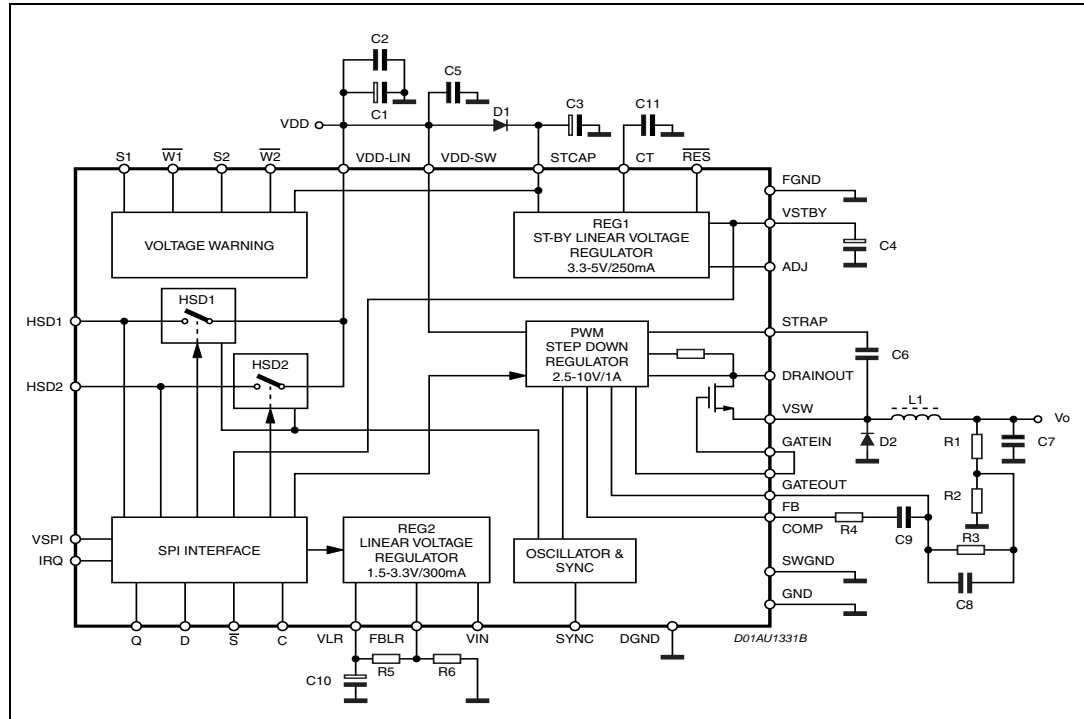 C2
C1
C5
D1
C3
C11
VDD
S1
W1
S2
W2
VDD-LIN
VDD-SW
STCAP
CT
RES
FGND
VOLTAGE WARNING
REG1
ST-BY LINEAR VOLTAGE
REGULATOR
3.3-5V/250mA
VSTBY
C4
ADJ
HSD1
HSD1
HSD2
HSD2
PWM
STEP DOWN
REGULATOR
2.5-10V/1A
STRAP
C6
DRAINOUT
VSW
L1
Vo
D2
R1
C7
GATEIN
GATEOUT
R2
FB
COMP
R4
C9
R3
C8
VSPI
IRQ
SPI INTERFACE
REG2
LINEAR VOLTAGE
REGULATOR
1.5-3.3V/300mA
OSCILLATOR &
SYNC
SWGND
GND
Q
D
S
C
VLR
FBLR
VIN
SYNC
DGND
D01AU1331B
R5
R6
C10